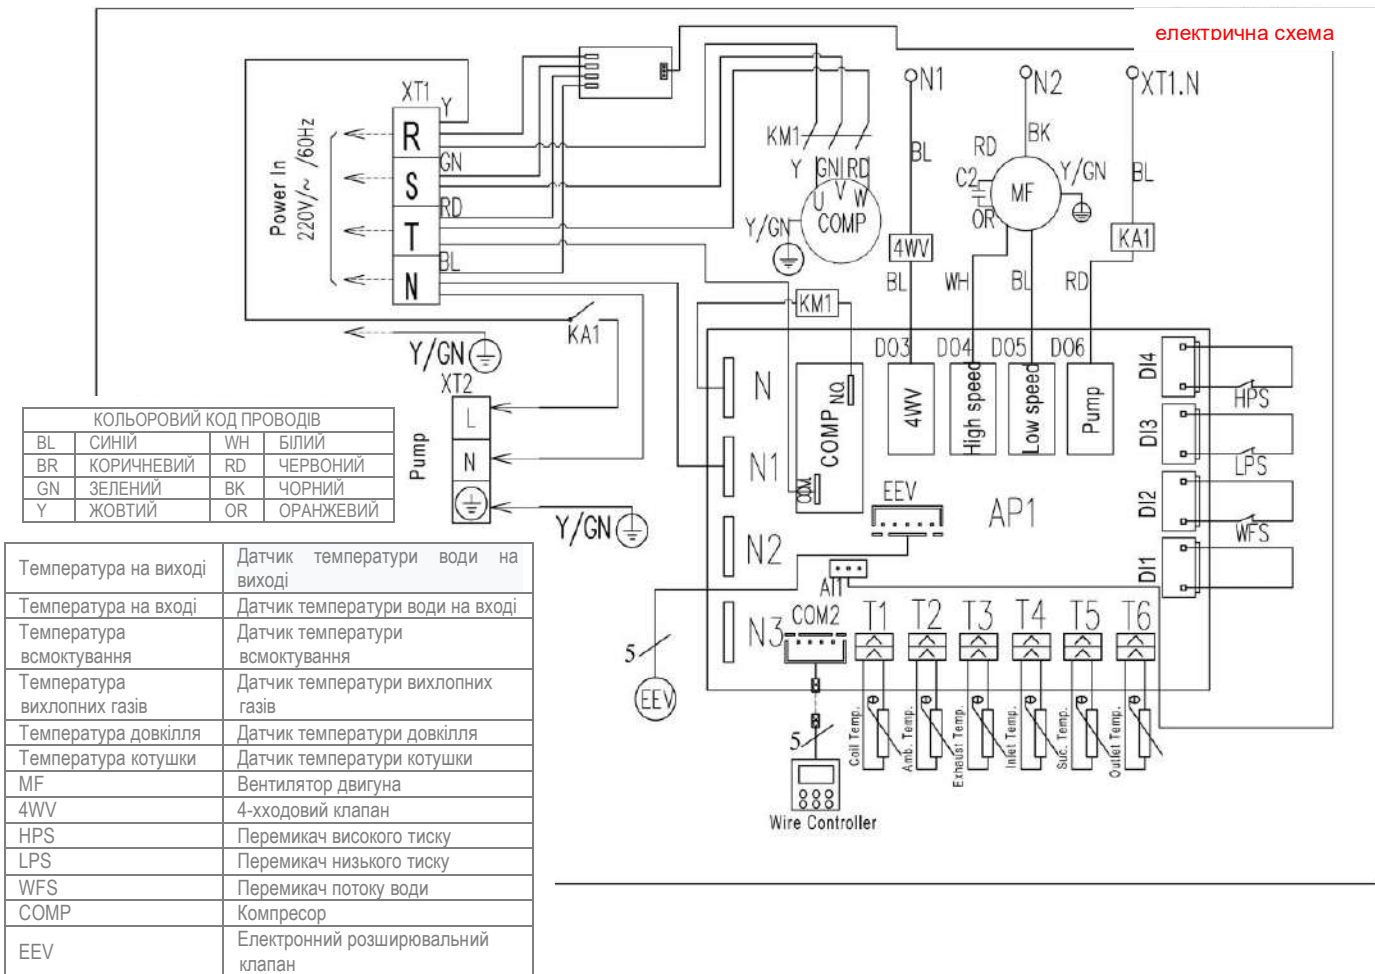 електрична схема
XT1
Y
R
GN
S
RD
T
BL
N
Power In
220V/~ /60Hz
Y/GN
KA1
XT2
L
N
Pump
Y/GN
KM1
Y GN RD
U V W
COMP
Y/GN
KM1
N1
BL
4WV
BL
N2
BK
RD
C2
OR
MF
Y/GN
WH
BL
XT1.N
BL
KA1
RD
DO3 DO4 DO5 DO6
N
N1
N2
N3
COMP
NO.
COM.
4WV
High speed
Low speed
Pump
DI4
HPS
DI3
LPS
DI2
WFS
DI1
EEV
AP1
AI1
COM2
T1 T2 T3 T4 T5 T6
5
EEV
5
Wire Controller
Coil Temp.
Amb. Temp.
Exhaust Temp.
Inlet Temp.
Suc. Temp.
Outlet Temp.
КОЛЬОРОВИЙ КОД ПРОВОДІВ
BL СИНІЙ WH БІЛИЙ
BR КОРИЧНЕВИЙ RD ЧЕРВОНИЙ
GN ЗЕЛЕНИЙ BK ЧОРНИЙ
Y ЖОВТИЙ OR ОРАНЖЕВИЙ
Температура на виході Датчик температури води на
виході
Температура на вході Датчик температури води на вході
Температура Датчик температури
всмоктування всмоктування
Температура Датчик температури вихлопних
вихлопних газів газів
Температура довкілля Датчик температури довкілля
Температура котушки Датчик температури котушки
MF Вентилятор двигуна
4WV 4-хходовий клапан
HPS Перемикач високого тиску
LPS Перемикач низького тиску
WFS Перемикач потоку води
COMP Компресор
EEV Електронний розширювальний
клапан